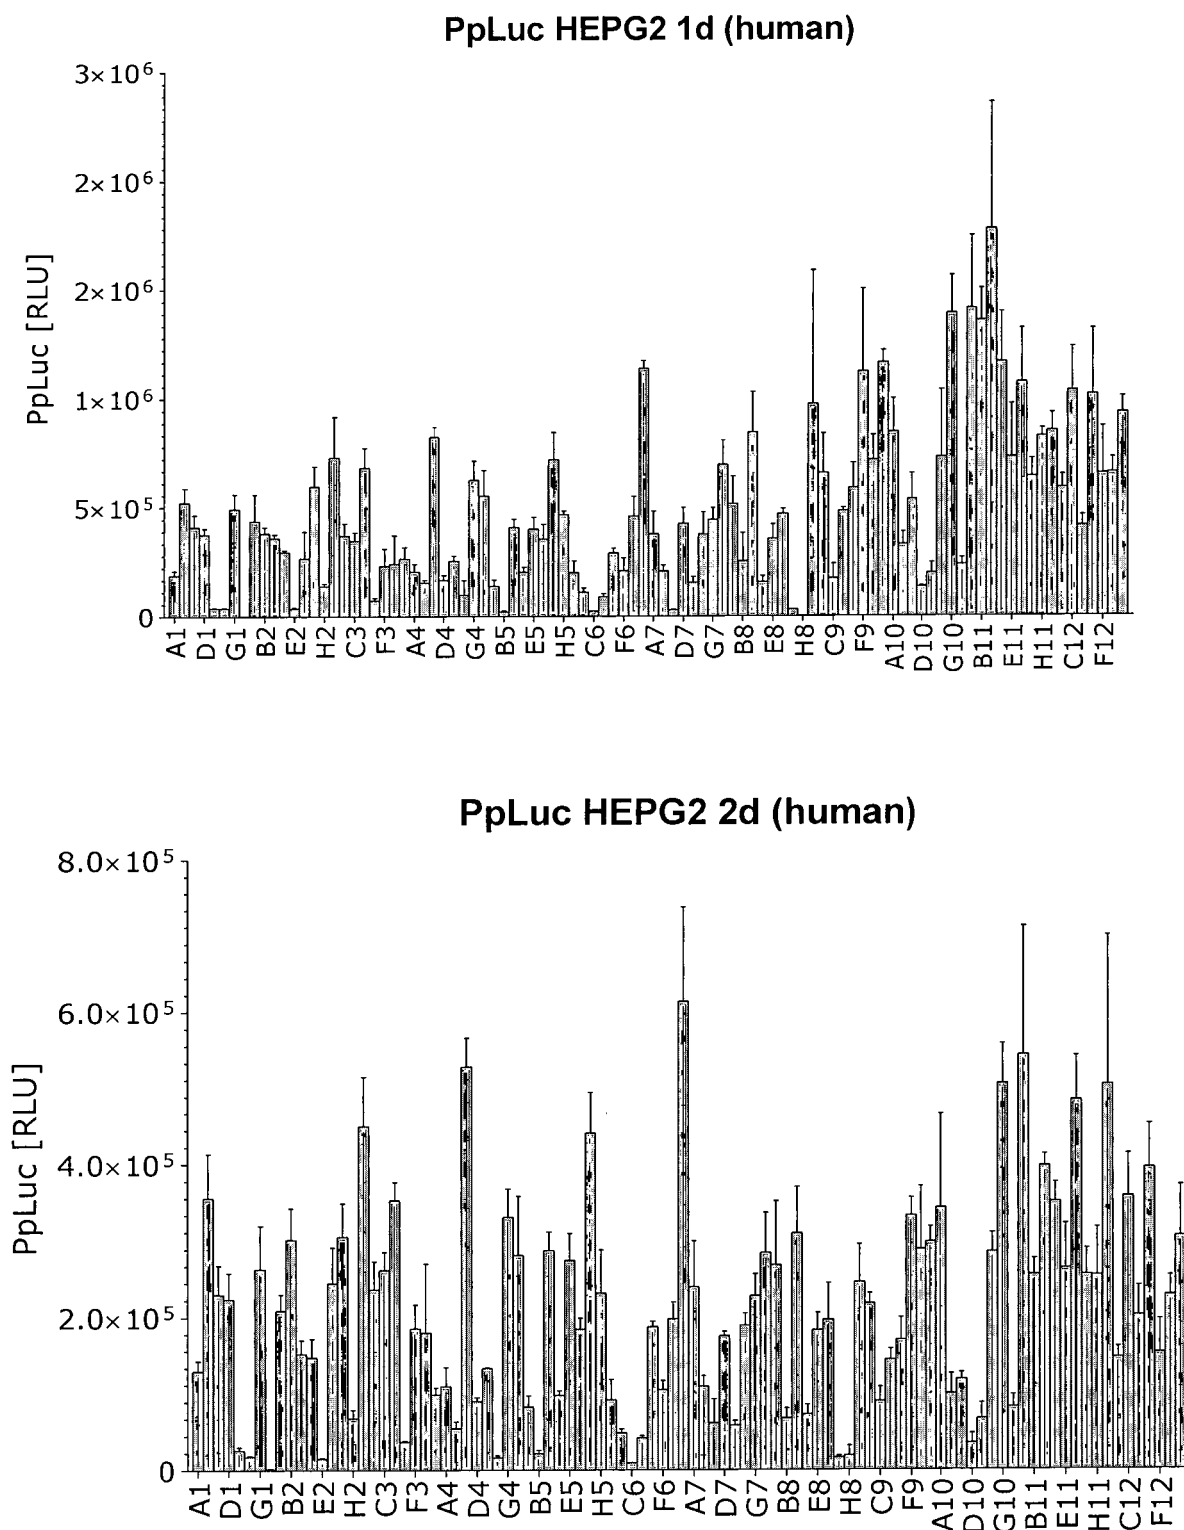 PpLuc HEPG2 1d (human)
3×10⁶
2×10⁶
2×10⁶
1×10⁶
5×10⁵
0
PpLuc [RLU]
A1 D1 G1 B2 E2 H2 C3 F3 A4 D4 G4 B5 E5 H5 C6 F6 A7 D7 G7 B8 E8 H8 C9 F9 A10 D10 G10 B11 E11 H11 C12 F12
PpLuc HEPG2 2d (human)
8.0×10⁵
6.0×10⁵
4.0×10⁵
2.0×10⁵
0
PpLuc [RLU]
A1 D1 G1 B2 E2 H2 C3 F3 A4 D4 G4 B5 E5 H5 C6 F6 A7 D7 G7 B8 E8 H8 C9 F9 A10 D10 G10 B11 E11 H11 C12 F12